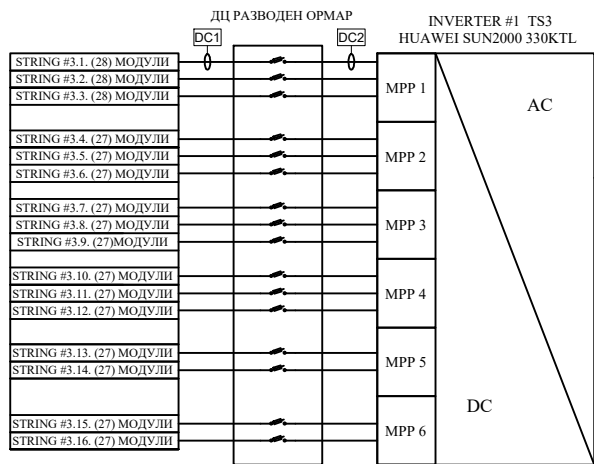 ДЦ РАЗВОДЕН ОРМАР
INVERTER #1 TS3
HUAWEI SUN2000 330KTL
DC1
DC2
STRING #3.1. (28) МОДУЛИ
STRING #3.2. (28) МОДУЛИ
STRING #3.3. (28) МОДУЛИ
MPP 1
AC
STRING #3.4. (27) МОДУЛИ
STRING #3.5. (27) МОДУЛИ
STRING #3.6. (27) МОДУЛИ
MPP 2
STRING #3.7. (27) МОДУЛИ
STRING #3.8. (27) МОДУЛИ
STRING #3.9. (27)МОДУЛИ
MPP 3
STRING #3.10. (27) МОДУЛИ
STRING #3.11. (27) МОДУЛИ
STRING #3.12. (27) МОДУЛИ
MPP 4
STRING #3.13. (27) МОДУЛИ
STRING #3.14. (27) МОДУЛИ
MPP 5
DC
STRING #3.15. (27) МОДУЛИ
STRING #3.16. (27) МОДУЛИ
MPP 6